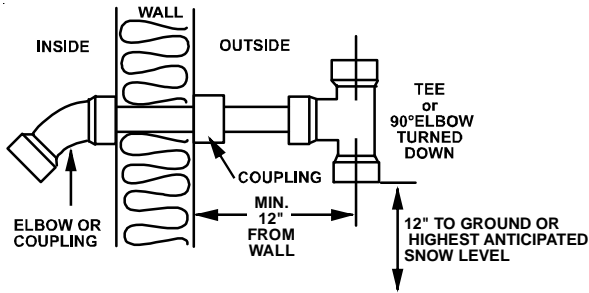 WALL
INSIDE
OUTSIDE
TEE
or
90°ELBOW
TURNED
DOWN
COUPLING
MIN.
12"
FROM
WALL
ELBOW OR
COUPLING
12" TO GROUND OR
HIGHEST ANTICIPATED
SNOW LEVEL